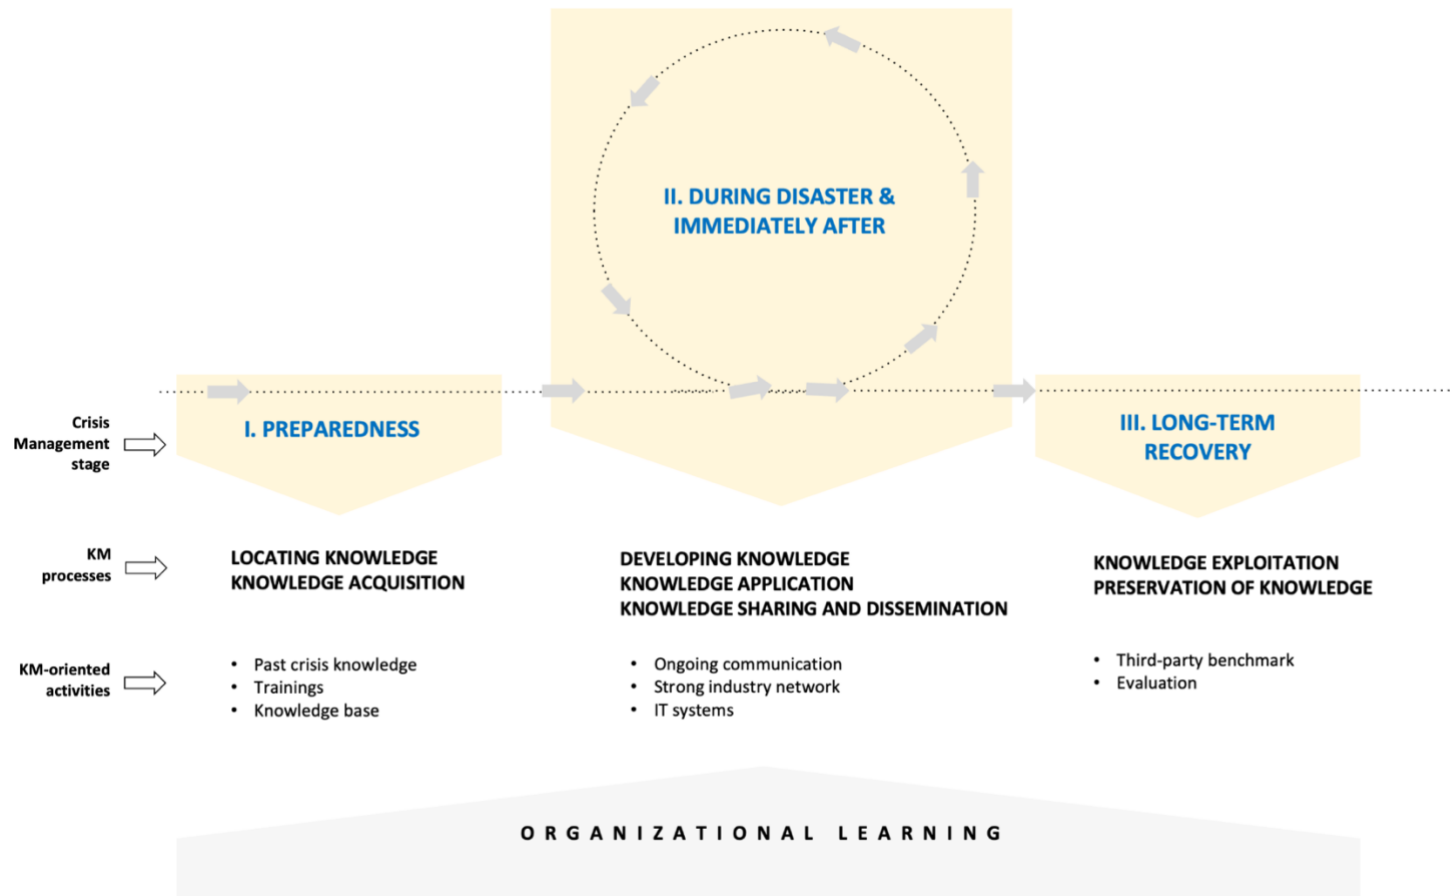 II. DURING DISASTER &
IMMEDIATELY AFTER
Crisis
Management
stage
I. PREPAREDNESS
III. LONG-TERM
RECOVERY
KM
processes
LOCATING KNOWLEDGE
KNOWLEDGE ACQUISITION
DEVELOPING KNOWLEDGE
KNOWLEDGE APPLICATION
KNOWLEDGE SHARING AND DISSEMINATION
KNOWLEDGE EXPLOITATION
PRESERVATION OF KNOWLEDGE
KM-oriented
activities
• Past crisis knowledge
• Trainings
• Knowledge base
• Ongoing communication
• Strong industry network
• IT systems
• Third-party benchmark
• Evaluation
ORGANIZATIONAL LEARNING